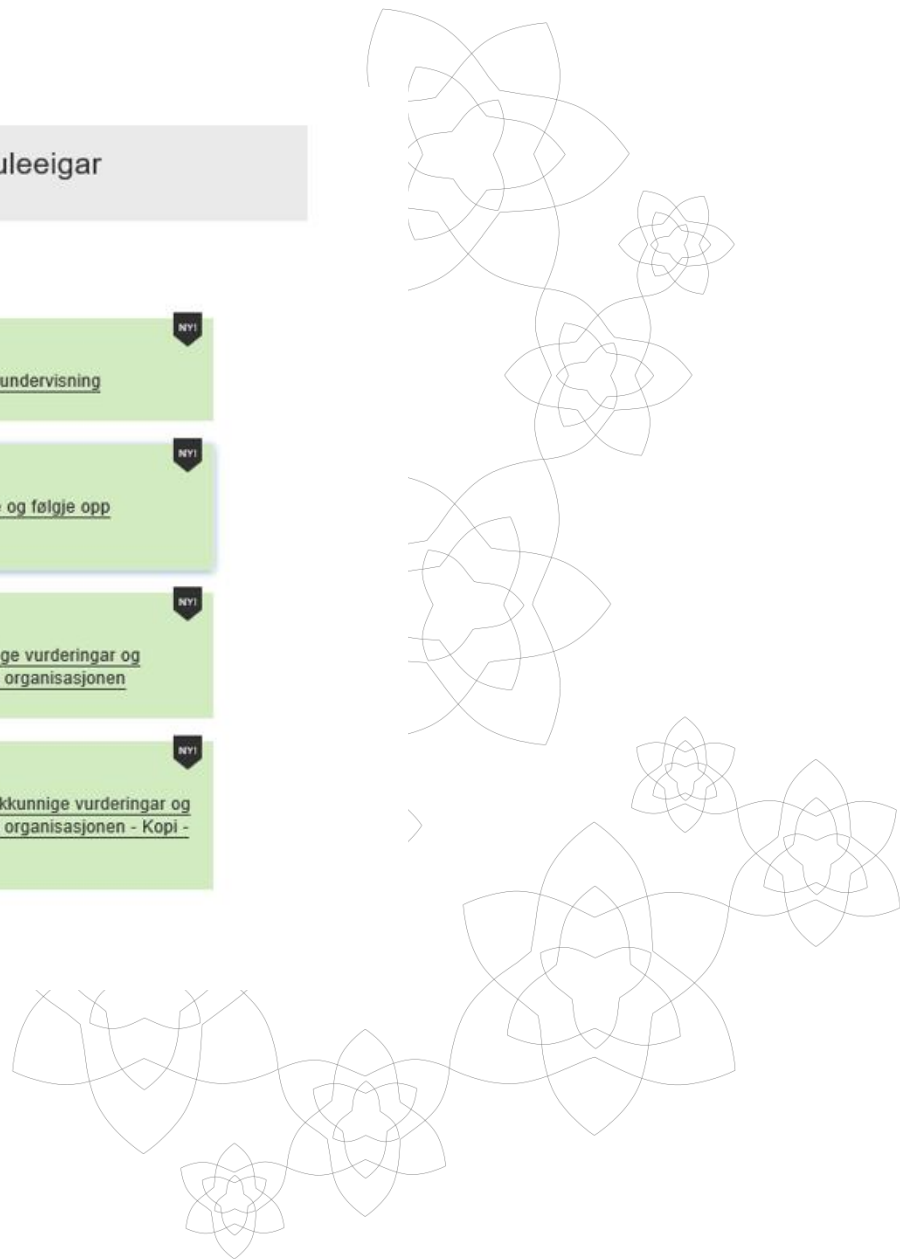 uleeigar
NY!
undervisning
NY!
og følgje opp
NY!
ge vurderingar og
organisasjonen
NY!
kkunnige vurderingar og
organisasjonen - Kopi -